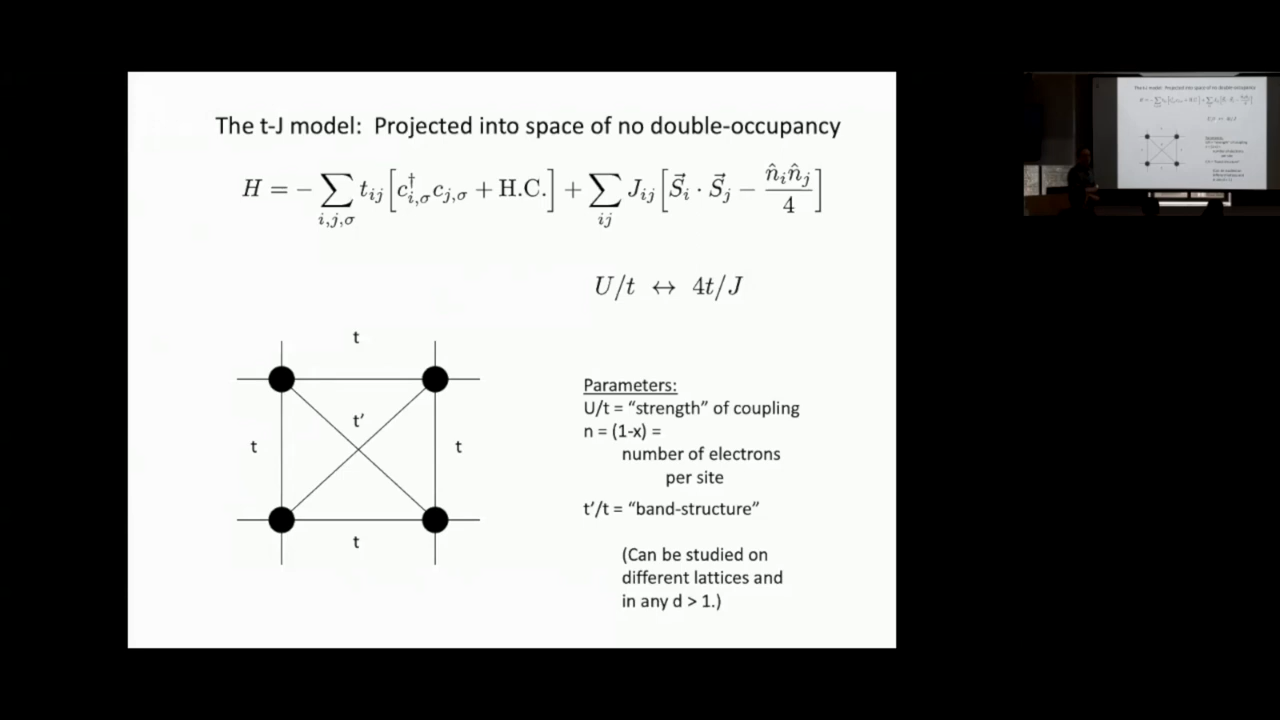 The t-J model: Projected into space of no double-occupancy
H = − ∑_{i,j,σ} t_{ij} [c†_{i,σ} c_{j,σ} + H.C.] + ∑_{ij} J_{ij} [S⃗_i · S⃗_j − n̂_i n̂_j / 4]
U/t ↔ 4t/J
t
t'
t
t
t
Parameters:
U/t = “strength” of coupling
n = (1-x) =
number of electrons
per site
t’/t = “band-structure”
(Can be studied on
different lattices and
in any d > 1.)